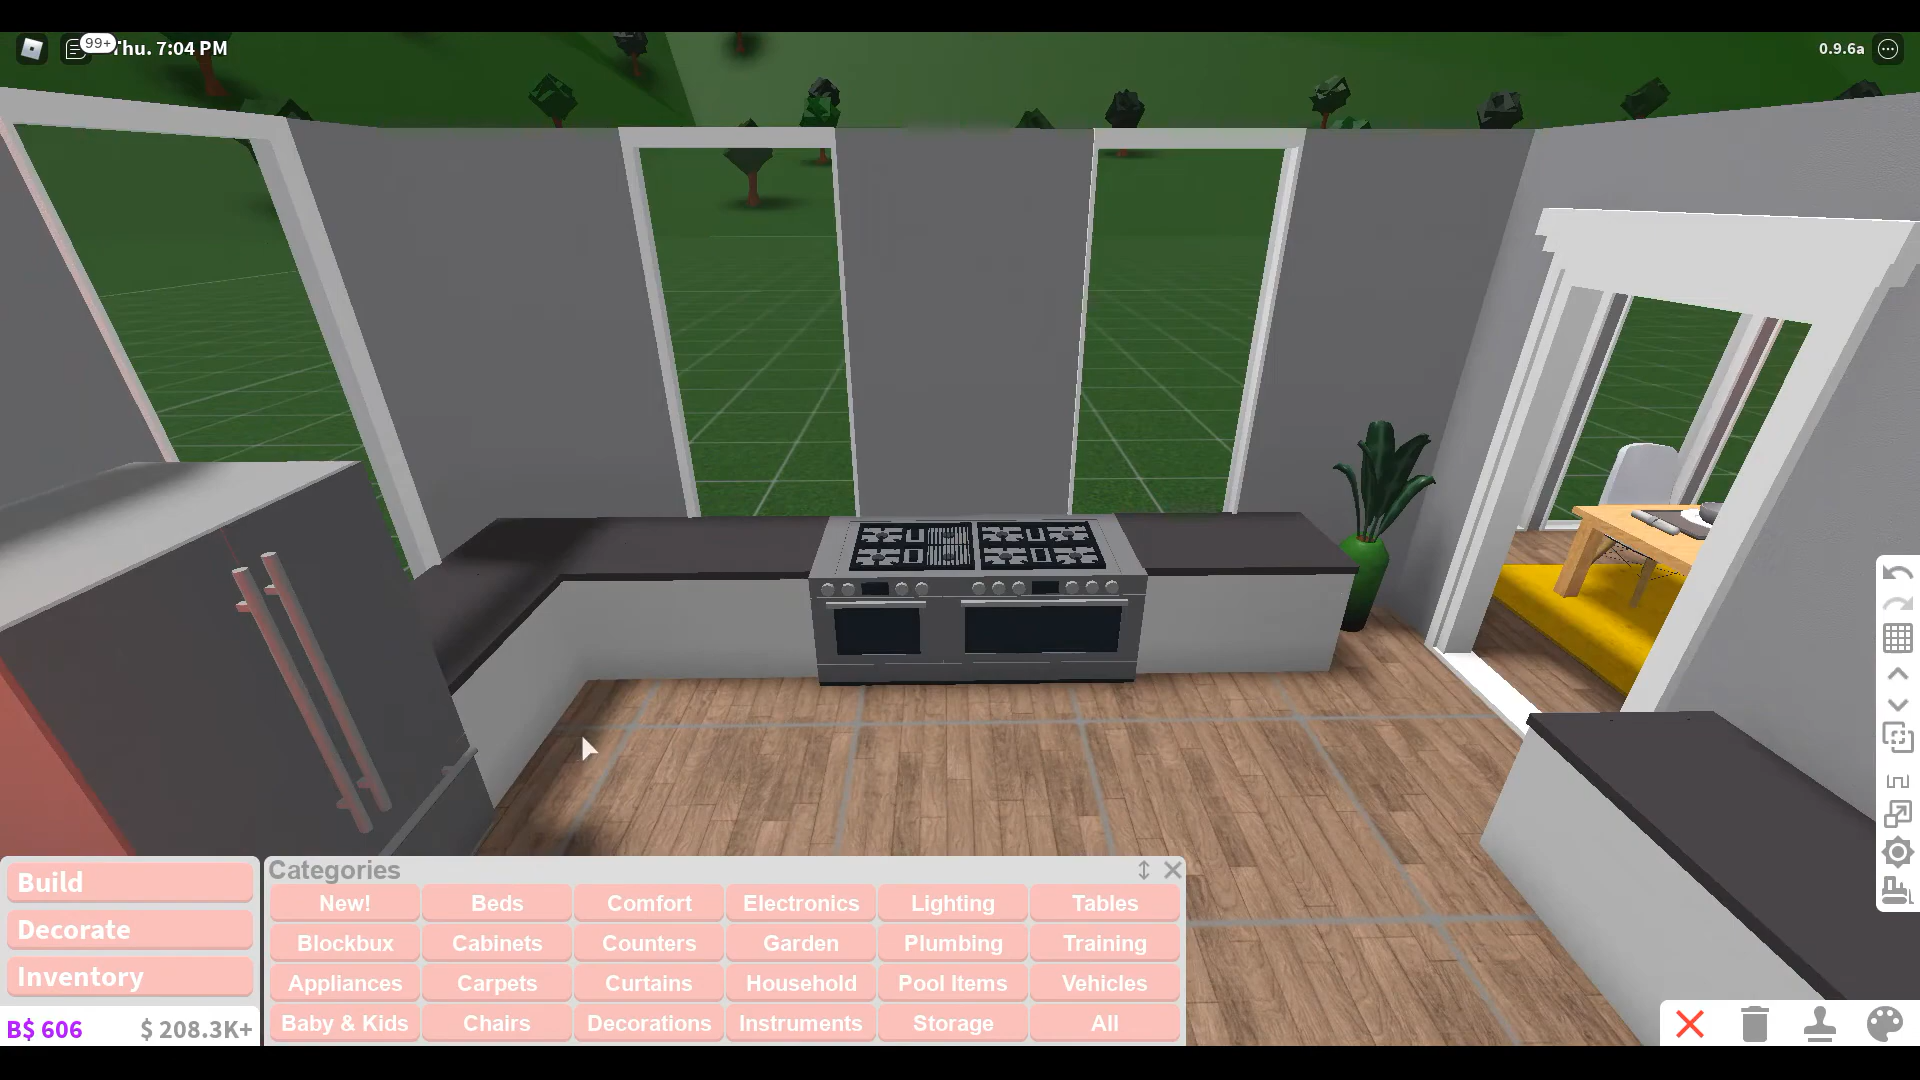 99+
Thu. 7:04 PM
0.9.6a
Build
Decorate
Inventory
B$ 606
$ 208.3K+
Categories
New!
Beds
Comfort
Electronics
Lighting
Tables
Blockbux
Cabinets
Counters
Garden
Plumbing
Training
Appliances
Carpets
Curtains
Household
Pool Items
Vehicles
Baby & Kids
Chairs
Decorations
Instruments
Storage
All